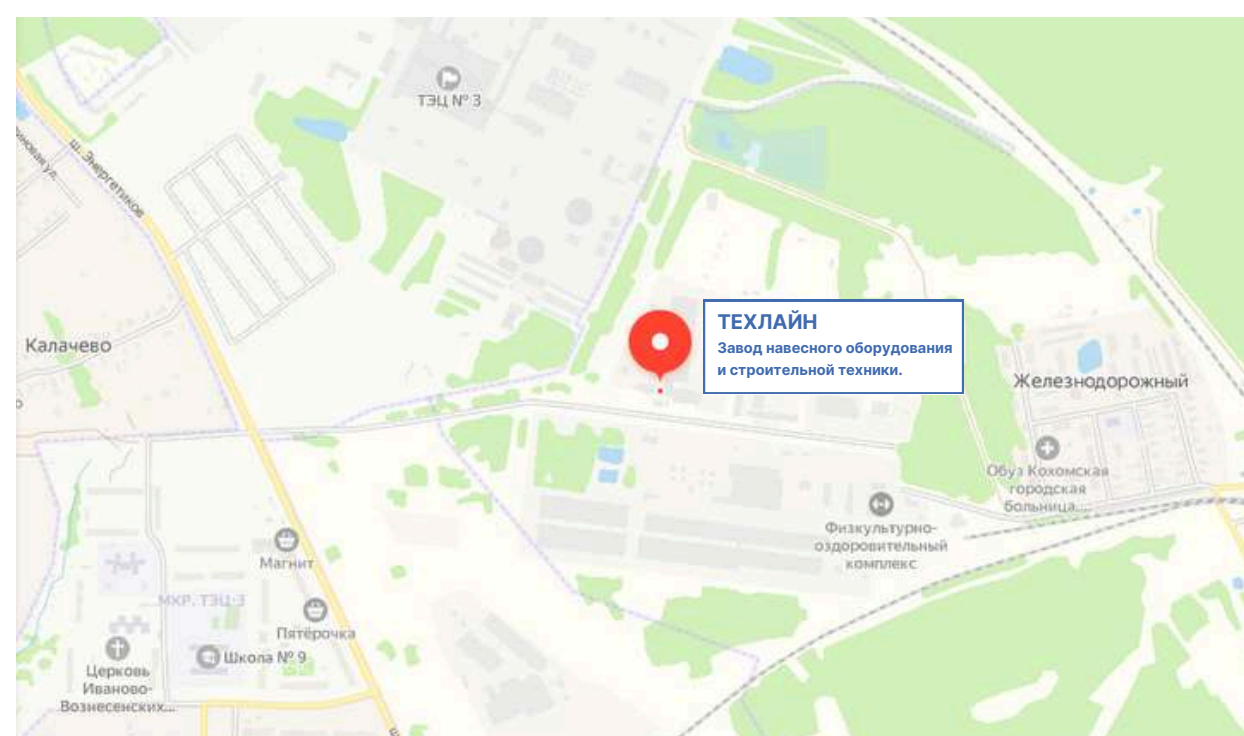 ТЭЦ № 3
ш. Энергетиков
ТЕХЛАЙН
Завод навесного оборудования
и строительной техники.
Калачево
Железнодорожный
Обуз Кохомская
городская
больница...
Физкультурно-
оздоровительный
комплекс
Магнит
мкр. ТЭЦ-3
Пятёрочка
Школа № 9
Церковь
Иваново-
Вознесенских...